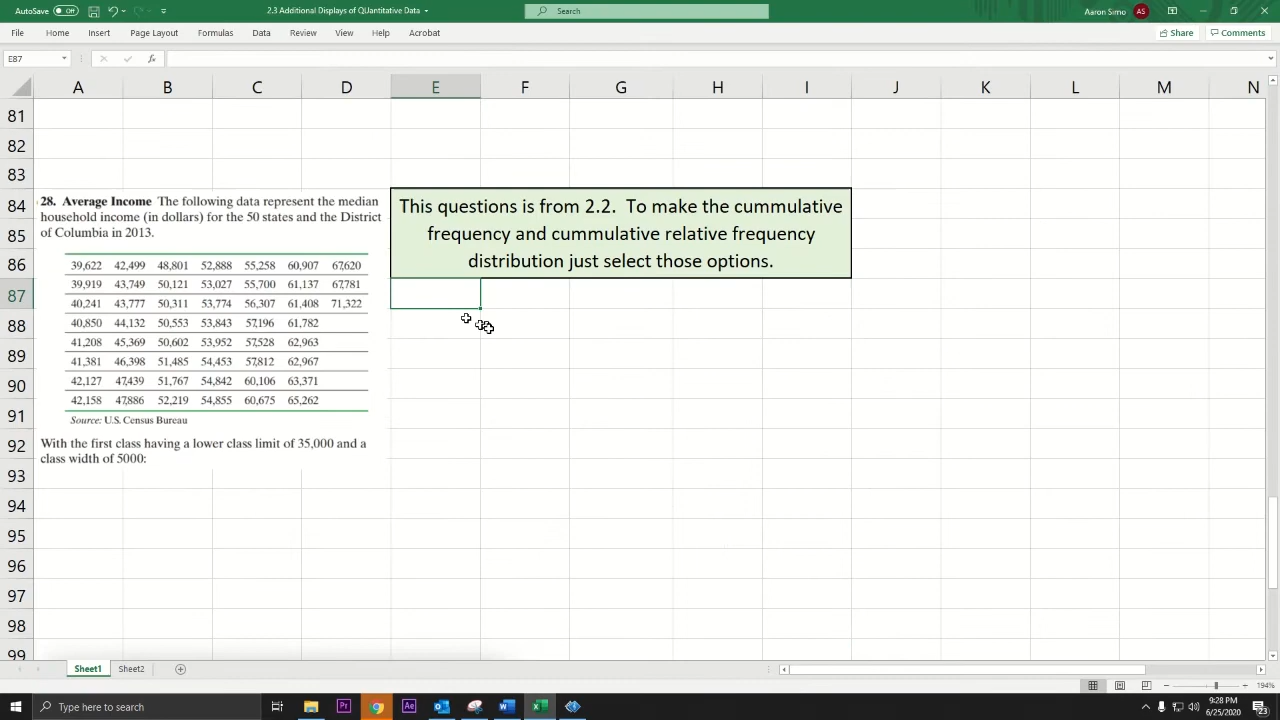 AutoSave Off
2.3 Additional Displays of QUantitative Data
Search
Aaron Simo AS
File Home Insert Page Layout Formulas Data Review View Help Acrobat
Share Comments
E87 fx
A B C D E F G H I J K L M N
81
82
83
84
85
86
87
88
89
90
91
92
93
94
95
96
97
98
99
28. Average Income The following data represent the median
household income (in dollars) for the 50 states and the District
of Columbia in 2013.
39,622 42,499 48,801 52,888 55,258 60,907 67,620
39,919 43,749 50,121 53,027 55,700 61,137 67,781
40,241 43,777 50,311 53,774 56,307 61,408 71,322
40,850 44,132 50,553 53,843 57,196 61,782
41,208 45,369 50,602 53,952 57,528 62,963
41,381 46,398 51,485 54,453 57,812 62,967
42,127 47,439 51,767 54,842 60,106 63,371
42,158 47,886 52,219 54,855 60,675 65,262
Source: U.S. Census Bureau
With the first class having a lower class limit of 35,000 and a
class width of 5000:
This questions is from 2.2. To make the cummulative
frequency and cummulative relative frequency
distribution just select those options.
Sheet1 Sheet2
194%
Type here to search
Pr Ae
9:28 PM
6/25/2020
23